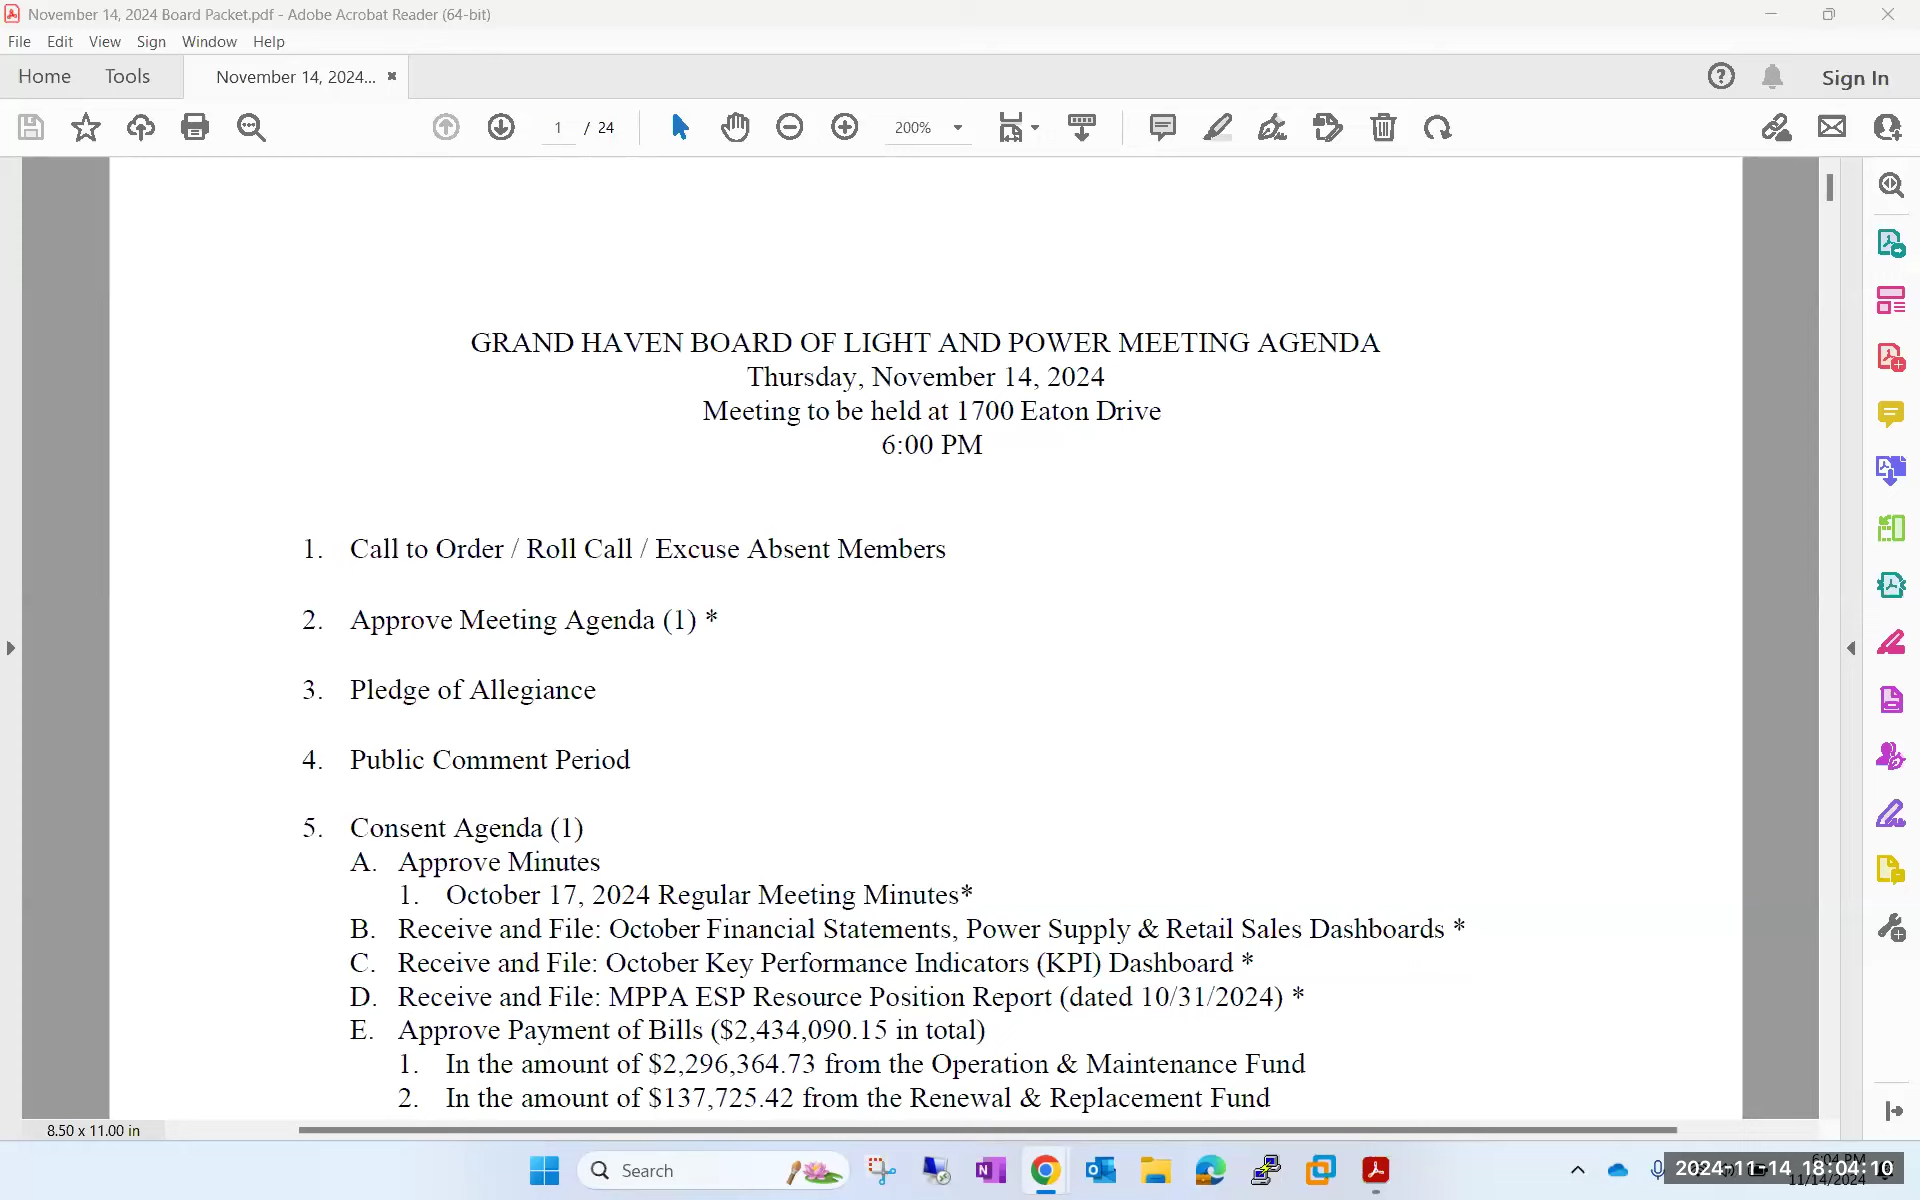 November 14, 2024 Board Packet.pdf - Adobe Acrobat Reader (64-bit)
File Edit View Sign Window Help
Home Tools November 14, 2024... Sign In
1 / 24 200%
GRAND HAVEN BOARD OF LIGHT AND POWER MEETING AGENDA
Thursday, November 14, 2024
Meeting to be held at 1700 Eaton Drive
6:00 PM
1. Call to Order / Roll Call / Excuse Absent Members
2. Approve Meeting Agenda (1) *
3. Pledge of Allegiance
4. Public Comment Period
5. Consent Agenda (1)
A. Approve Minutes
1. October 17, 2024 Regular Meeting Minutes*
B. Receive and File: October Financial Statements, Power Supply & Retail Sales Dashboards *
C. Receive and File: October Key Performance Indicators (KPI) Dashboard *
D. Receive and File: MPPA ESP Resource Position Report (dated 10/31/2024) *
E. Approve Payment of Bills ($2,434,090.15 in total)
1. In the amount of $2,296,364.73 from the Operation & Maintenance Fund
2. In the amount of $137,725.42 from the Renewal & Replacement Fund
8.50 x 11.00 in
Search
6:04 PM
2024-11-14 18:04:10
11/14/2024